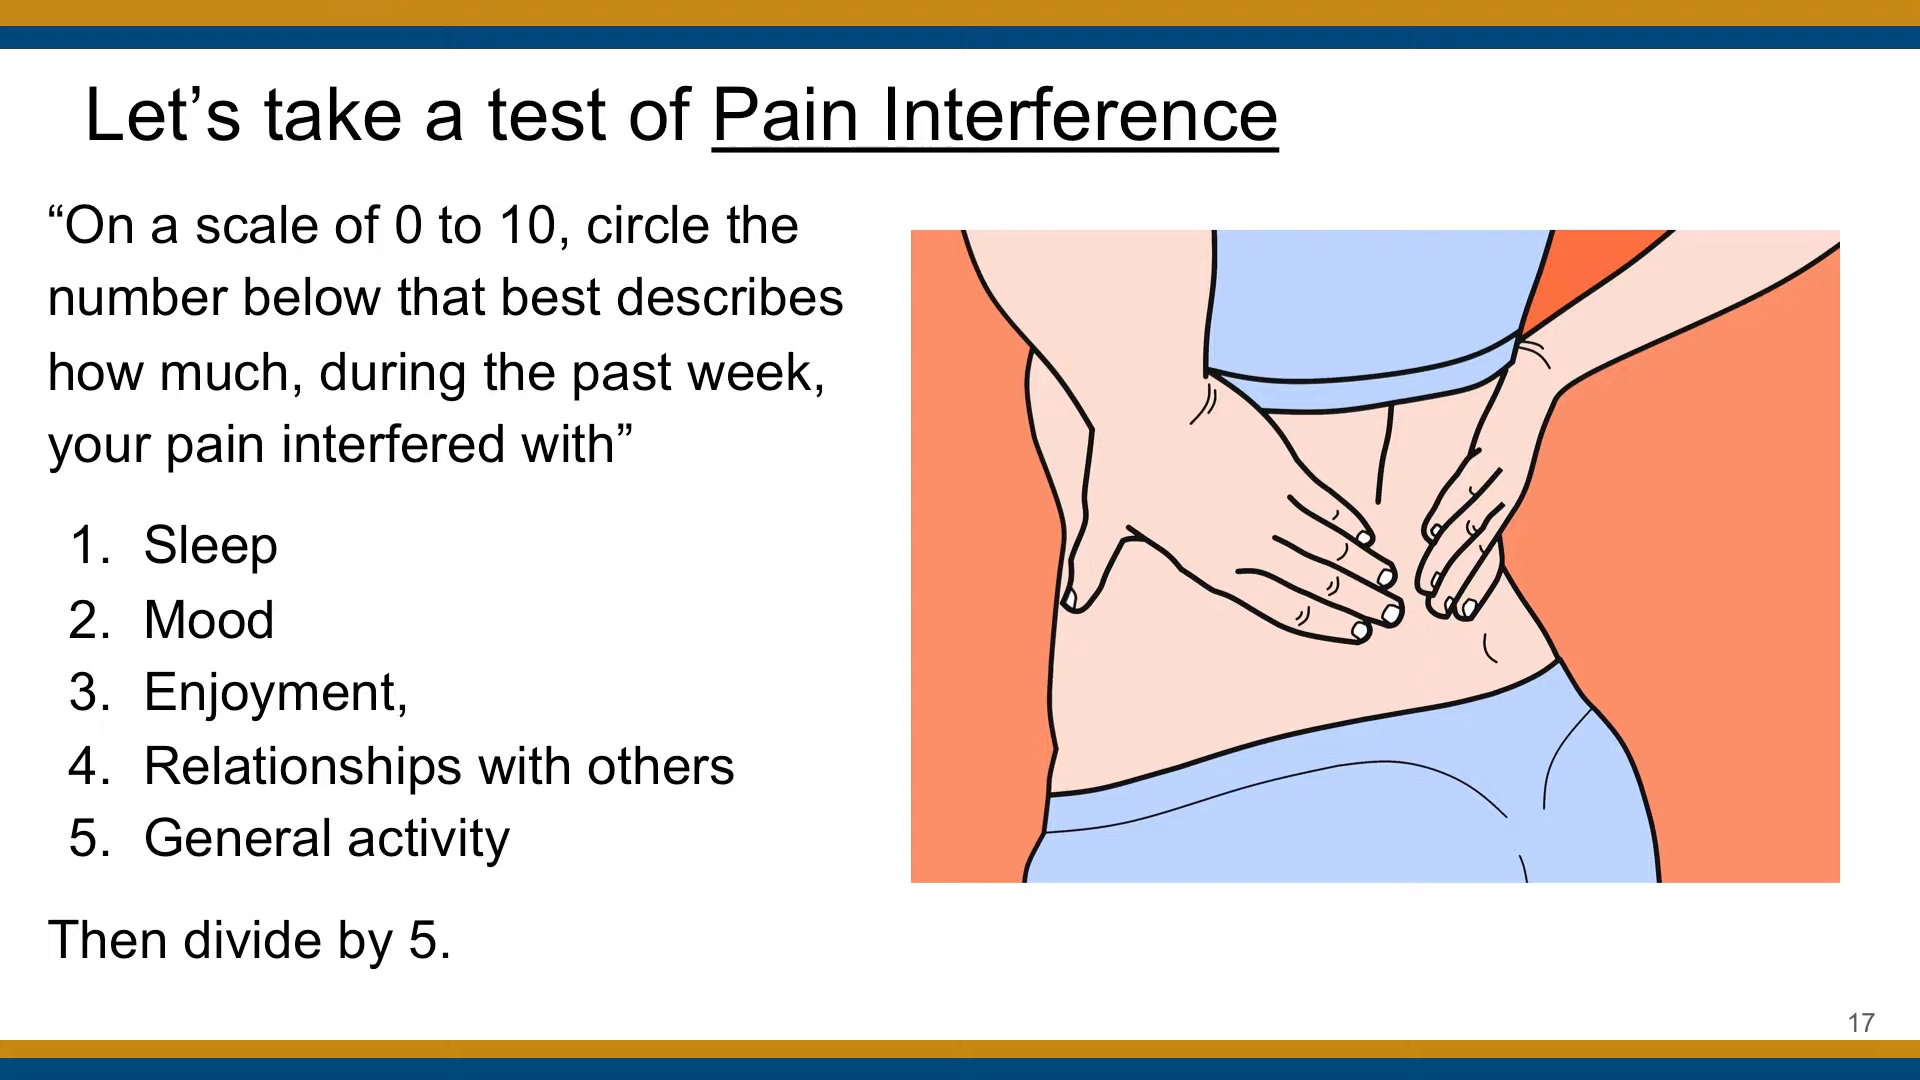 Let’s take a test of Pain Interference
“On a scale of 0 to 10, circle the
number below that best describes
how much, during the past week,
your pain interfered with”
1. Sleep
2. Mood
3. Enjoyment,
4. Relationships with others
5. General activity
Then divide by 5.
17